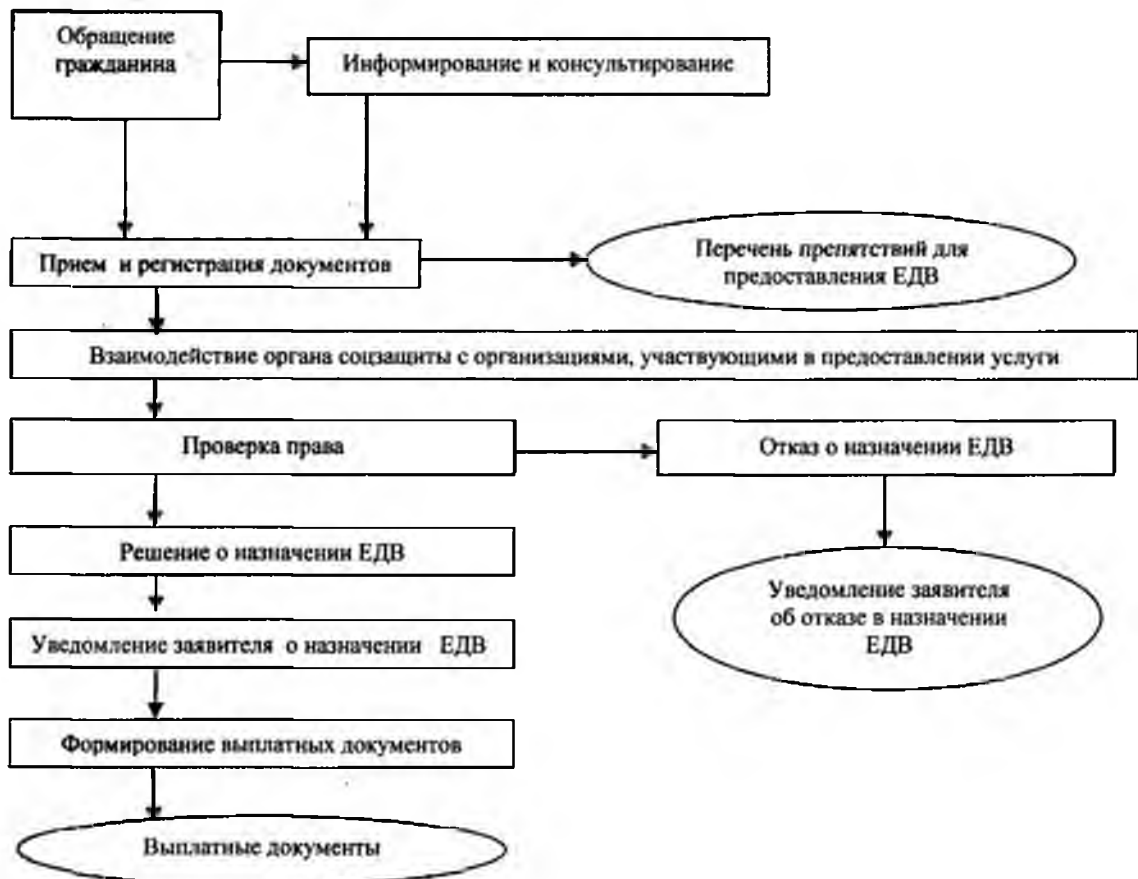 Обращение
гражданина
Информирование и консультирование
Прием и регистрация документов
Перечень препятствий для
предоставления ЕДВ
Взаимодействие органа соцзащиты с организациями, участвующими в предоставлении услуги
Проверка права
Отказ о назначении ЕДВ
Решение о назначении ЕДВ
Уведомление заявителя
об отказе в назначении
ЕДВ
Уведомление заявителя о назначении ЕДВ
Формирование выплатных документов
Выплатные документы